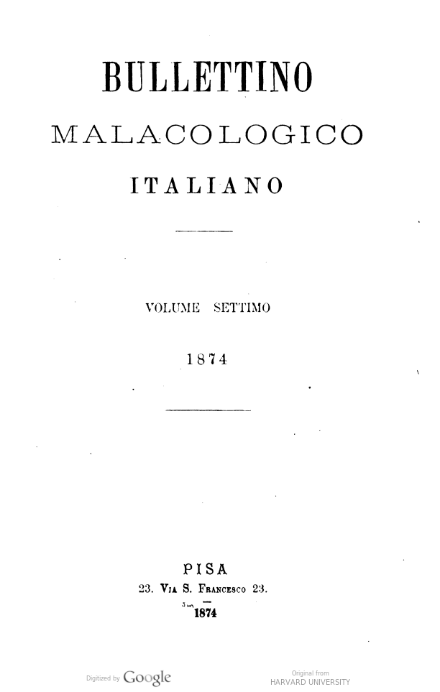 BULLETTINO
MALACOLOGICO
ITALIANO
VOLUME SETTIMO
1874
PISA
23. VIA S. FRANCESCO 23.
1874
Digitized by Google
Original from
HARVARD UNIVERSITY